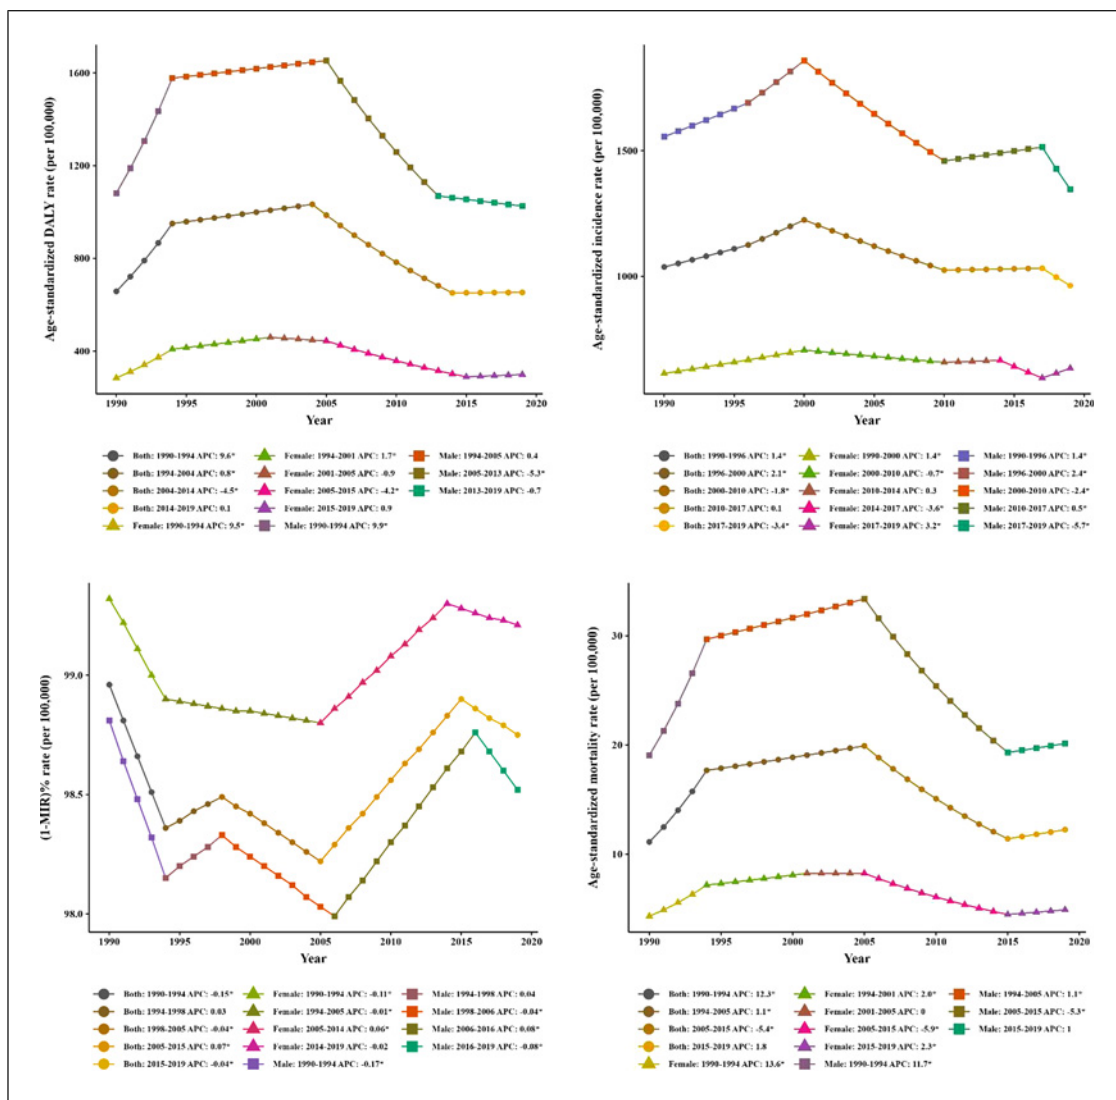 Age-standardized DALY rate (per 100,000)
1600
1200
800
400
1990 1995 2000 2005 2010 2015 2020
Year
Both: 1990-1994 APC: 9.6*
Both: 1994-2004 APC: 0.8*
Both: 2004-2014 APC: -4.5*
Both: 2014-2019 APC: 0.1
Female: 1990-1994 APC: 9.5*
Female: 1994-2001 APC: 1.7*
Female: 2001-2005 APC: -0.9
Female: 2005-2015 APC: -4.2*
Female: 2015-2019 APC: 0.9
Male: 1990-1994 APC: 9.9*
Male: 1994-2005 APC: 0.4
Male: 2005-2013 APC: -5.3*
Male: 2013-2019 APC: -0.7
Age-standardized incidence rate (per 100,000)
1500
1000
1990 1995 2000 2005 2010 2015 2020
Year
Both: 1990-1996 APC: 1.4*
Both: 1996-2000 APC: 2.1*
Both: 2000-2010 APC: -1.8*
Both: 2010-2017 APC: 0.1
Both: 2017-2019 APC: -3.4*
Female: 1990-2000 APC: 1.4*
Female: 2000-2010 APC: -0.7*
Female: 2010-2014 APC: 0.3
Female: 2014-2017 APC: -3.6*
Female: 2017-2019 APC: 3.2*
Male: 1990-1996 APC: 1.4*
Male: 1996-2000 APC: 2.4*
Male: 2000-2010 APC: -2.4*
Male: 2010-2017 APC: 0.5*
Male: 2017-2019 APC: -5.7*
(1-MIR)% rate (per 100,000)
99.0
98.5
98.0
1990 1995 2000 2005 2010 2015 2020
Year
Both: 1990-1994 APC: -0.15*
Both: 1994-1998 APC: 0.03
Both: 1998-2005 APC: -0.04*
Both: 2005-2015 APC: 0.07*
Both: 2015-2019 APC: -0.04*
Female: 1990-1994 APC: -0.11*
Female: 1994-2005 APC: -0.01*
Female: 2005-2014 APC: 0.06*
Female: 2014-2019 APC: -0.02
Male: 1990-1994 APC: -0.17*
Male: 1994-1998 APC: 0.04
Male: 1998-2006 APC: -0.04*
Male: 2006-2016 APC: 0.08*
Male: 2016-2019 APC: -0.08*
Age-standardized mortality rate (per 100,000)
30
20
10
1990 1995 2000 2005 2010 2015 2020
Year
Both: 1990-1994 APC: 12.3*
Both: 1994-2005 APC: 1.1*
Both: 2005-2015 APC: -5.4*
Both: 2015-2019 APC: 1.8
Female: 1990-1994 APC: 13.6*
Female: 1994-2001 APC: 2.0*
Female: 2001-2005 APC: 0
Female: 2005-2015 APC: -5.9*
Female: 2015-2019 APC: 2.3*
Male: 1990-1994 APC: 11.7*
Male: 1994-2005 APC: 1.1*
Male: 2005-2015 APC: -5.3*
Male: 2015-2019 APC: 1